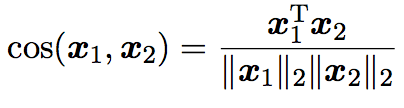 cos(𝒙₁, 𝒙₂) = 𝒙₁ᵀ𝒙₂ / ‖𝒙₁‖₂‖𝒙₂‖₂